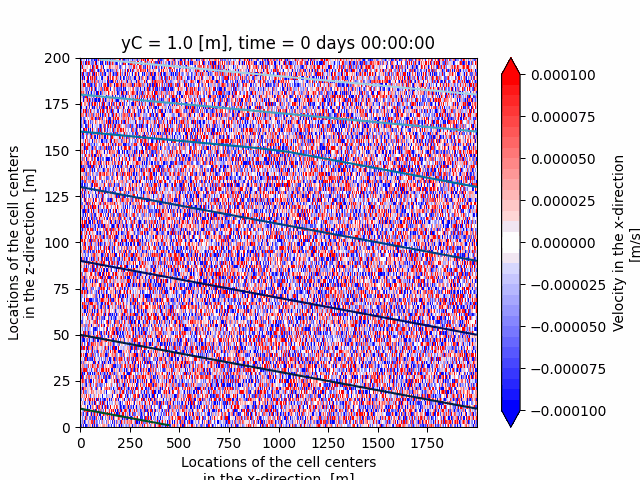 yC = 1.0 [m], time = 0 days 00:00:00
200
175
150
125
100
75
50
25
0
Locations of the cell centers
in the z-direction. [m]
0 250 500 750 1000 1250 1500 1750
Locations of the cell centers
in the x-direction. [m]
0.000100
0.000075
0.000050
0.000025
0.000000
−0.000025
−0.000050
−0.000075
−0.000100
Velocity in the x-direction
[m/s]